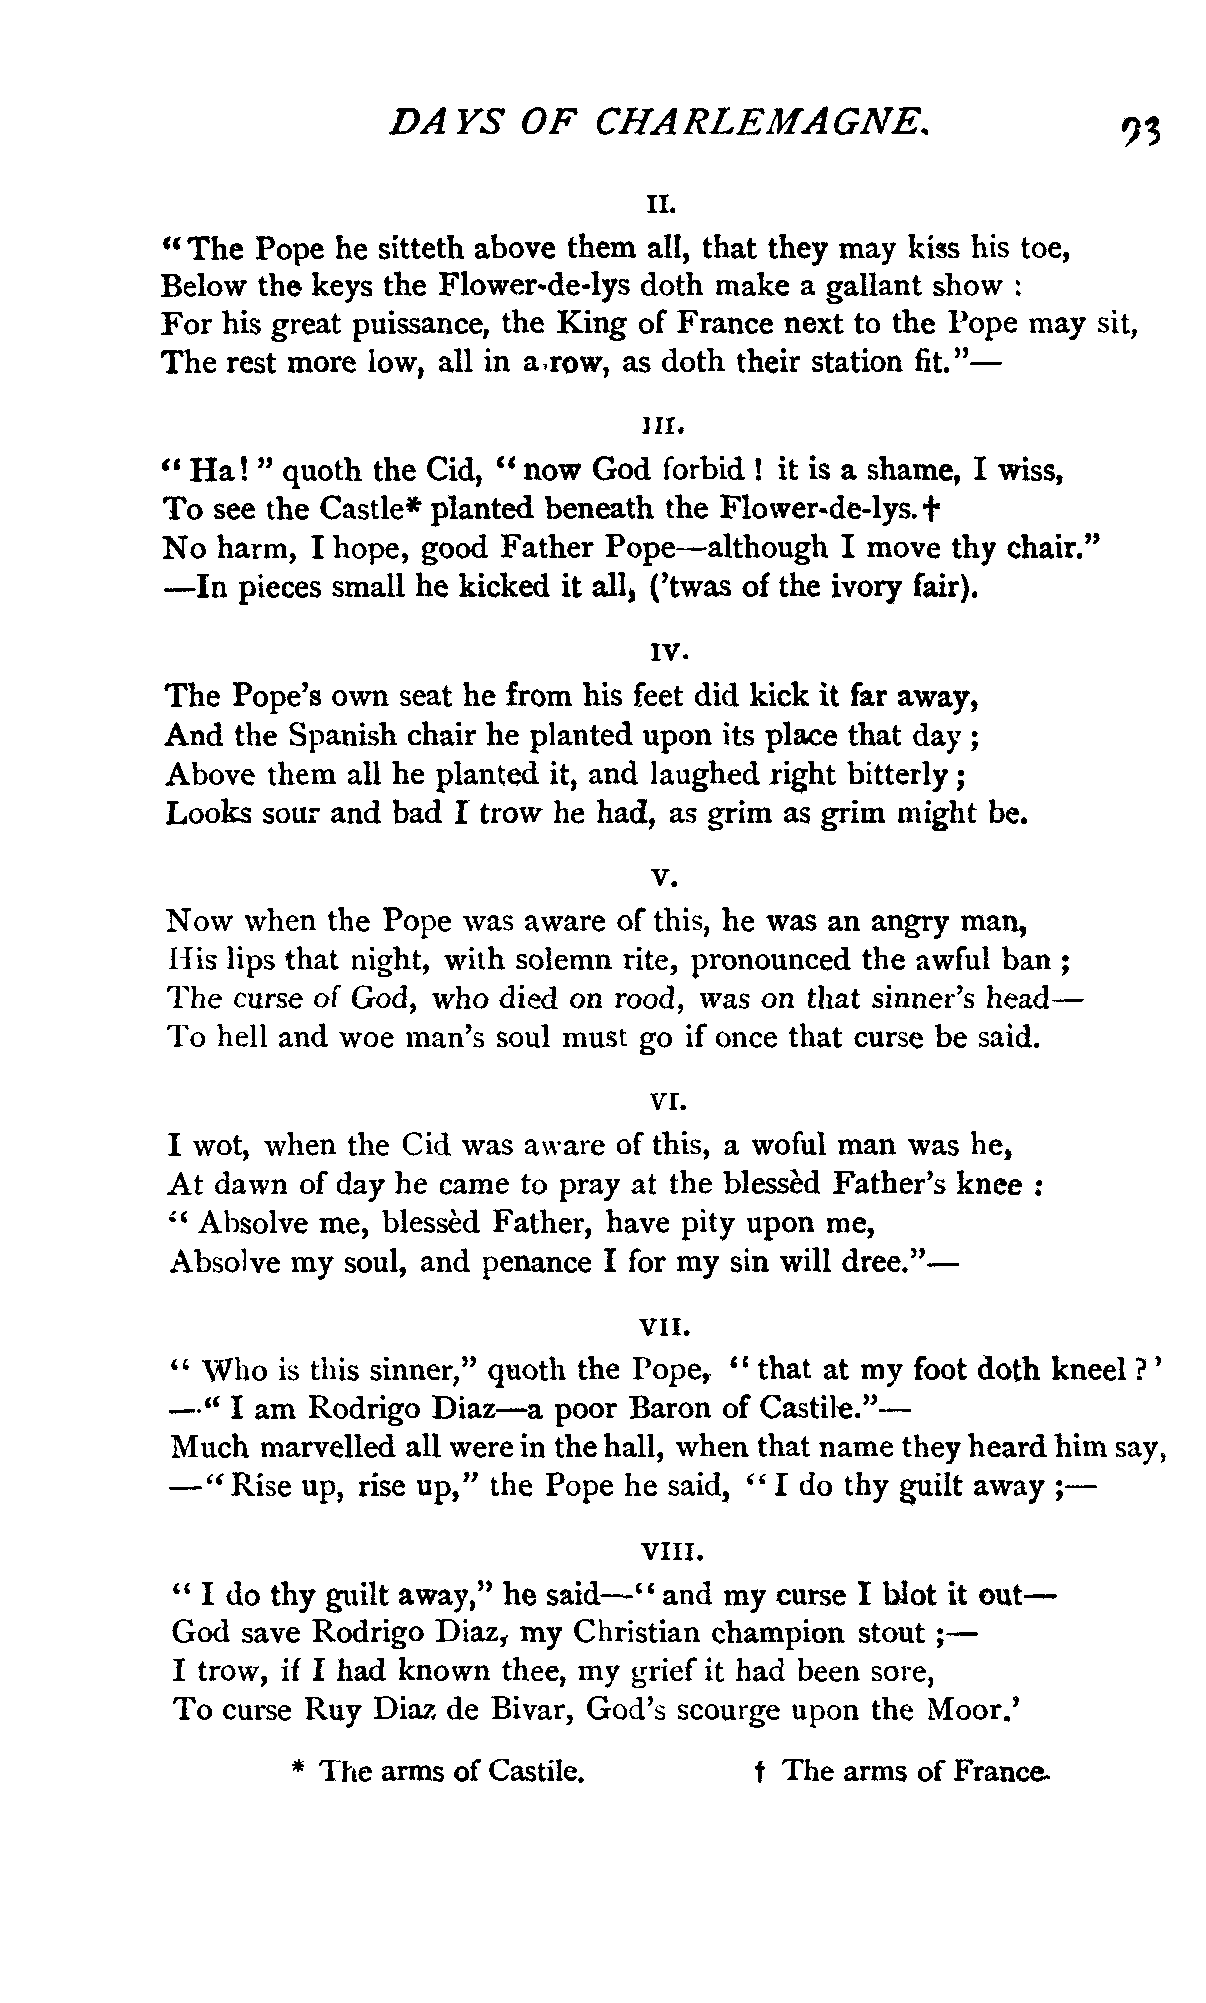 DAYS OF CHARLEMAGNE. 93
II.
"The Pope he sitteth above them all, that they may kiss his toe,
Below the keys the Flower-de-lys doth make a gallant show :
For his great puissance, the King of France next to the Pope may sit,
The rest more low, all in a row, as doth their station fit."—
III.
"Ha!" quoth the Cid, "now God forbid ! it is a shame, I wiss,
To see the Castle* planted beneath the Flower-de-lys.†
No harm, I hope, good Father Pope—although I move thy chair."
—In pieces small he kicked it all, ('twas of the ivory fair).
IV.
The Pope's own seat he from his feet did kick it far away,
And the Spanish chair he planted upon its place that day ;
Above them all he planted it, and laughed right bitterly ;
Looks sour and bad I trow he had, as grim as grim might be.
V.
Now when the Pope was aware of this, he was an angry man,
His lips that night, with solemn rite, pronounced the awful ban ;
The curse of God, who died on rood, was on that sinner's head—
To hell and woe man's soul must go if once that curse be said.
VI.
I wot, when the Cid was aware of this, a woful man was he,
At dawn of day he came to pray at the blessèd Father's knee :
"Absolve me, blessèd Father, have pity upon me,
Absolve my soul, and penance I for my sin will dree."—
VII.
"Who is this sinner," quoth the Pope, "that at my foot doth kneel ?'
—"I am Rodrigo Diaz—a poor Baron of Castile."—
Much marvelled all were in the hall, when that name they heard him say,
—"Rise up, rise up," the Pope he said, "I do thy guilt away ;—
VIII.
"I do thy guilt away," he said—"and my curse I blot it out—
God save Rodrigo Diaz, my Christian champion stout ;—
I trow, if I had known thee, my grief it had been sore,
To curse Ruy Diaz de Bivar, God's scourge upon the Moor.'
* The arms of Castile. † The arms of France.